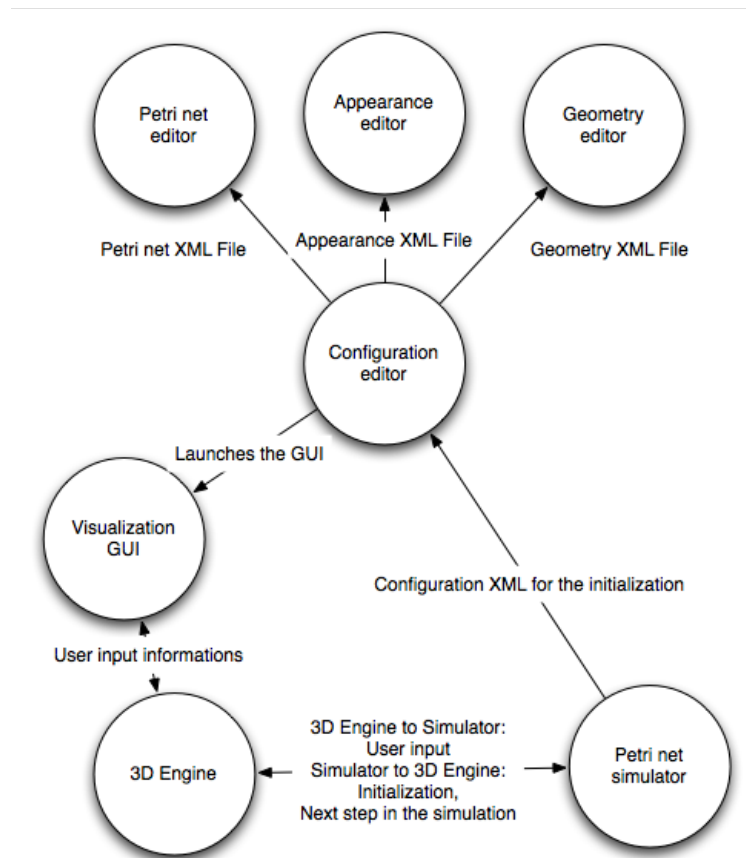 Petri net
editor
Appearance
editor
Geometry
editor
Petri net XML File
Appearance XML File
Geometry XML File
Configuration
editor
Launches the GUI
Visualization
GUI
Configuration XML for the initialization
User input informations
3D Engine
3D Engine to Simulator:
User input
Simulator to 3D Engine:
Initialization,
Next step in the simulation
Petri net
simulator